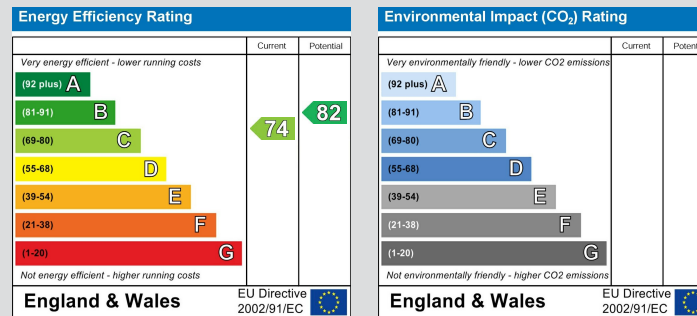 Energy Efficiency Rating
Current Potential
Very energy efficient - lower running costs
(92 plus) A
(81-91) B
(69-80) C
(55-68) D
(39-54) E
(21-38) F
(1-20) G
74
82
Not energy efficient - higher running costs
England & Wales
EU Directive
2002/91/EC
Environmental Impact (CO₂) Rating
Current Potent
Very environmentally friendly - lower CO2 emissions
(92 plus) A
(81-91) B
(69-80) C
(55-68) D
(39-54) E
(21-38) F
(1-20) G
Not environmentally friendly - higher CO2 emissions
England & Wales
EU Directive
2002/91/EC